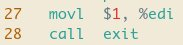 27 movl $1, %edi
28 call exit